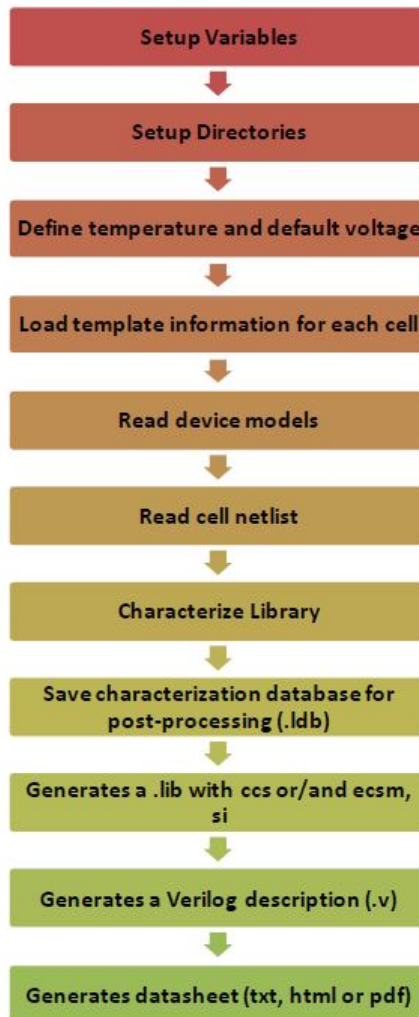 Setup Variables
Setup Directories
Define temperature and default voltage
Load template information for each cell
Read device models
Read cell netlist
Characterize Library
Save characterization database for
post-processing (.ldb)
Generates a .lib with ccs or/and ecsm,
si
Generates a Verilog description (.v)
Generates datasheet (txt, html or pdf)